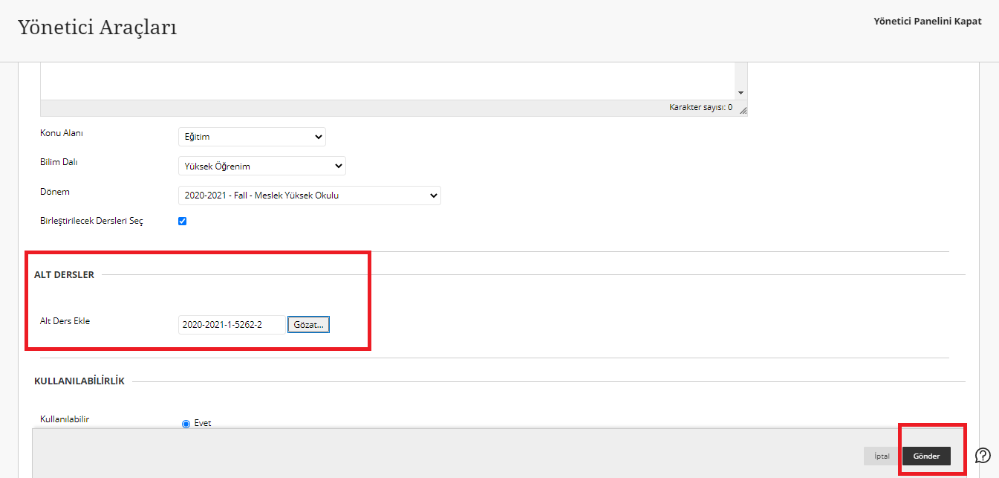 Yönetici Araçları
Yönetici Panelini Kapat
Karakter sayısı: 0
Konu Alanı
Eğitim
Bilim Dalı
Yüksek Öğrenim
Dönem
2020-2021 - Fall - Meslek Yüksek Okulu
Birleştirilecek Dersleri Seç
ALT DERSLER
Alt Ders Ekle
2020-2021-1-5262-2
Gözat...
KULLANILABİLİRLİK
Kullanılabilir
Evet
İptal
Gönder